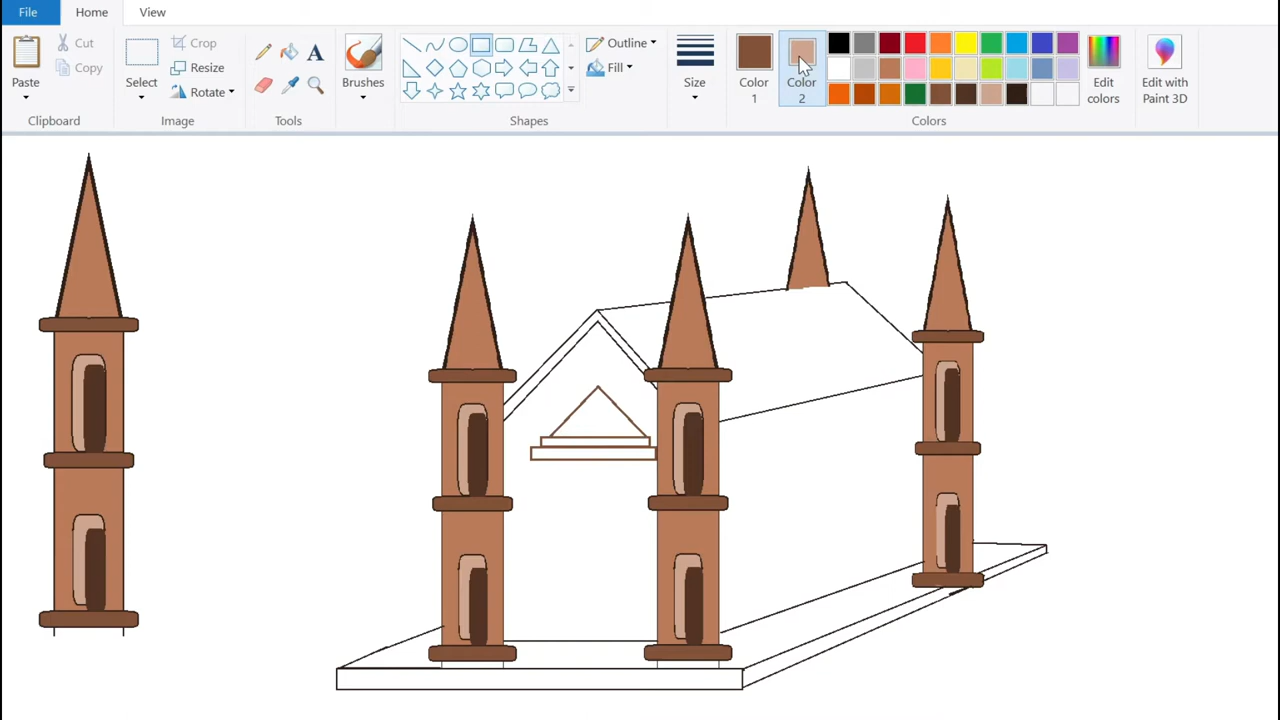 File Home View
Paste
Cut
Copy
Clipboard
Select
Crop
Resize
Rotate
Image
Tools
A
Brushes
Outline
Fill
Shapes
Size
Color
1
Color
2
Edit
colors
Edit with
Paint 3D
Colors